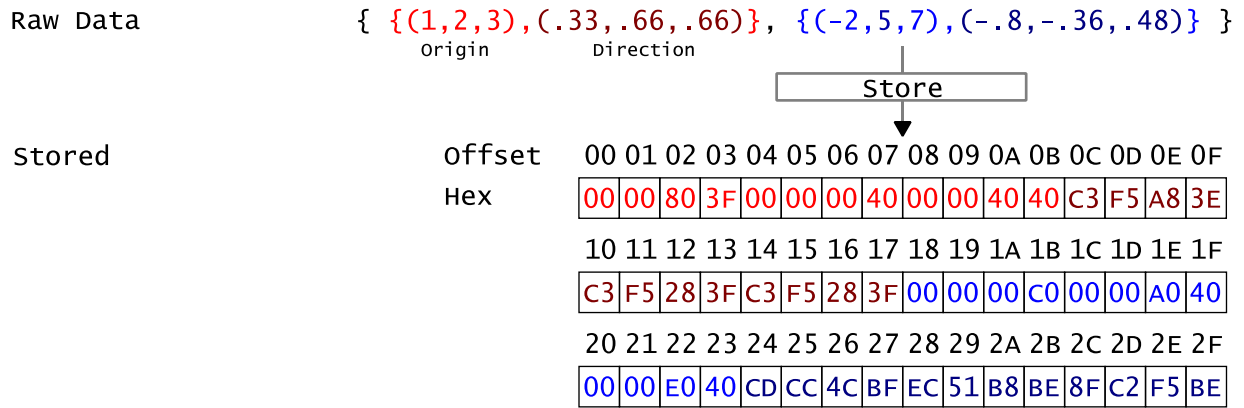 Raw Data { {(1,2,3),(.33,.66,.66)}, {(-2,5,7),(-.8,-.36,.48)} }
Origin Direction
Store
Stored Offset 00 01 02 03 04 05 06 07 08 09 0A 0B 0C 0D 0E 0F
Hex 00 00 80 3F 00 00 00 40 00 00 40 40 C3 F5 A8 3E
10 11 12 13 14 15 16 17 18 19 1A 1B 1C 1D 1E 1F
C3 F5 28 3F C3 F5 28 3F 00 00 00 C0 00 00 A0 40
20 21 22 23 24 25 26 27 28 29 2A 2B 2C 2D 2E 2F
00 00 E0 40 CD CC 4C BF EC 51 B8 BE 8F C2 F5 BE